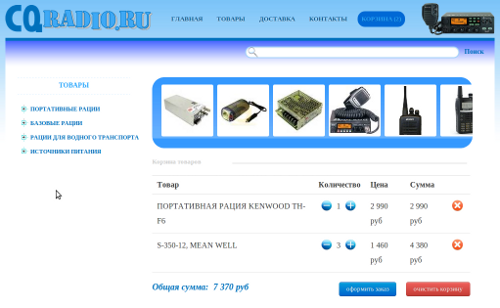 CQRADIO.RU
ГЛАВНАЯ ТОВАРЫ ДОСТАВКА КОНТАКТЫ КОРЗИНА (2)
Поиск
ТОВАРЫ
ПОРТАТИВНЫЕ РАЦИИ
БАЗОВЫЕ РАЦИИ
РАЦИИ ДЛЯ ВОДНОГО ТРАНСПОРТА
ИСТОЧНИКИ ПИТАНИЯ
Корзина товаров
Товар Количество Цена Сумма
ПОРТАТИВНАЯ РАЦИЯ KENWOOD TH-F6 1 2 990 руб 2 990 руб
S-350-12, MEAN WELL 3 1 460 руб 4 380 руб
Общая сумма: 7 370 руб
оформить заказ очистить корзину